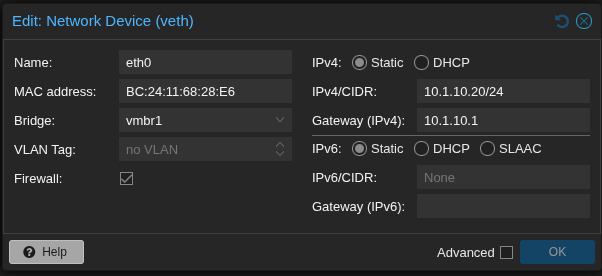 Edit: Network Device (veth)
Name: eth0
MAC address: BC:24:11:68:28:E6
Bridge: vmbr1
VLAN Tag: no VLAN
Firewall:
IPv4: Static DHCP
IPv4/CIDR: 10.1.10.20/24
Gateway (IPv4): 10.1.10.1
IPv6: Static DHCP SLAAC
IPv6/CIDR: None
Gateway (IPv6):
? Help
Advanced
OK